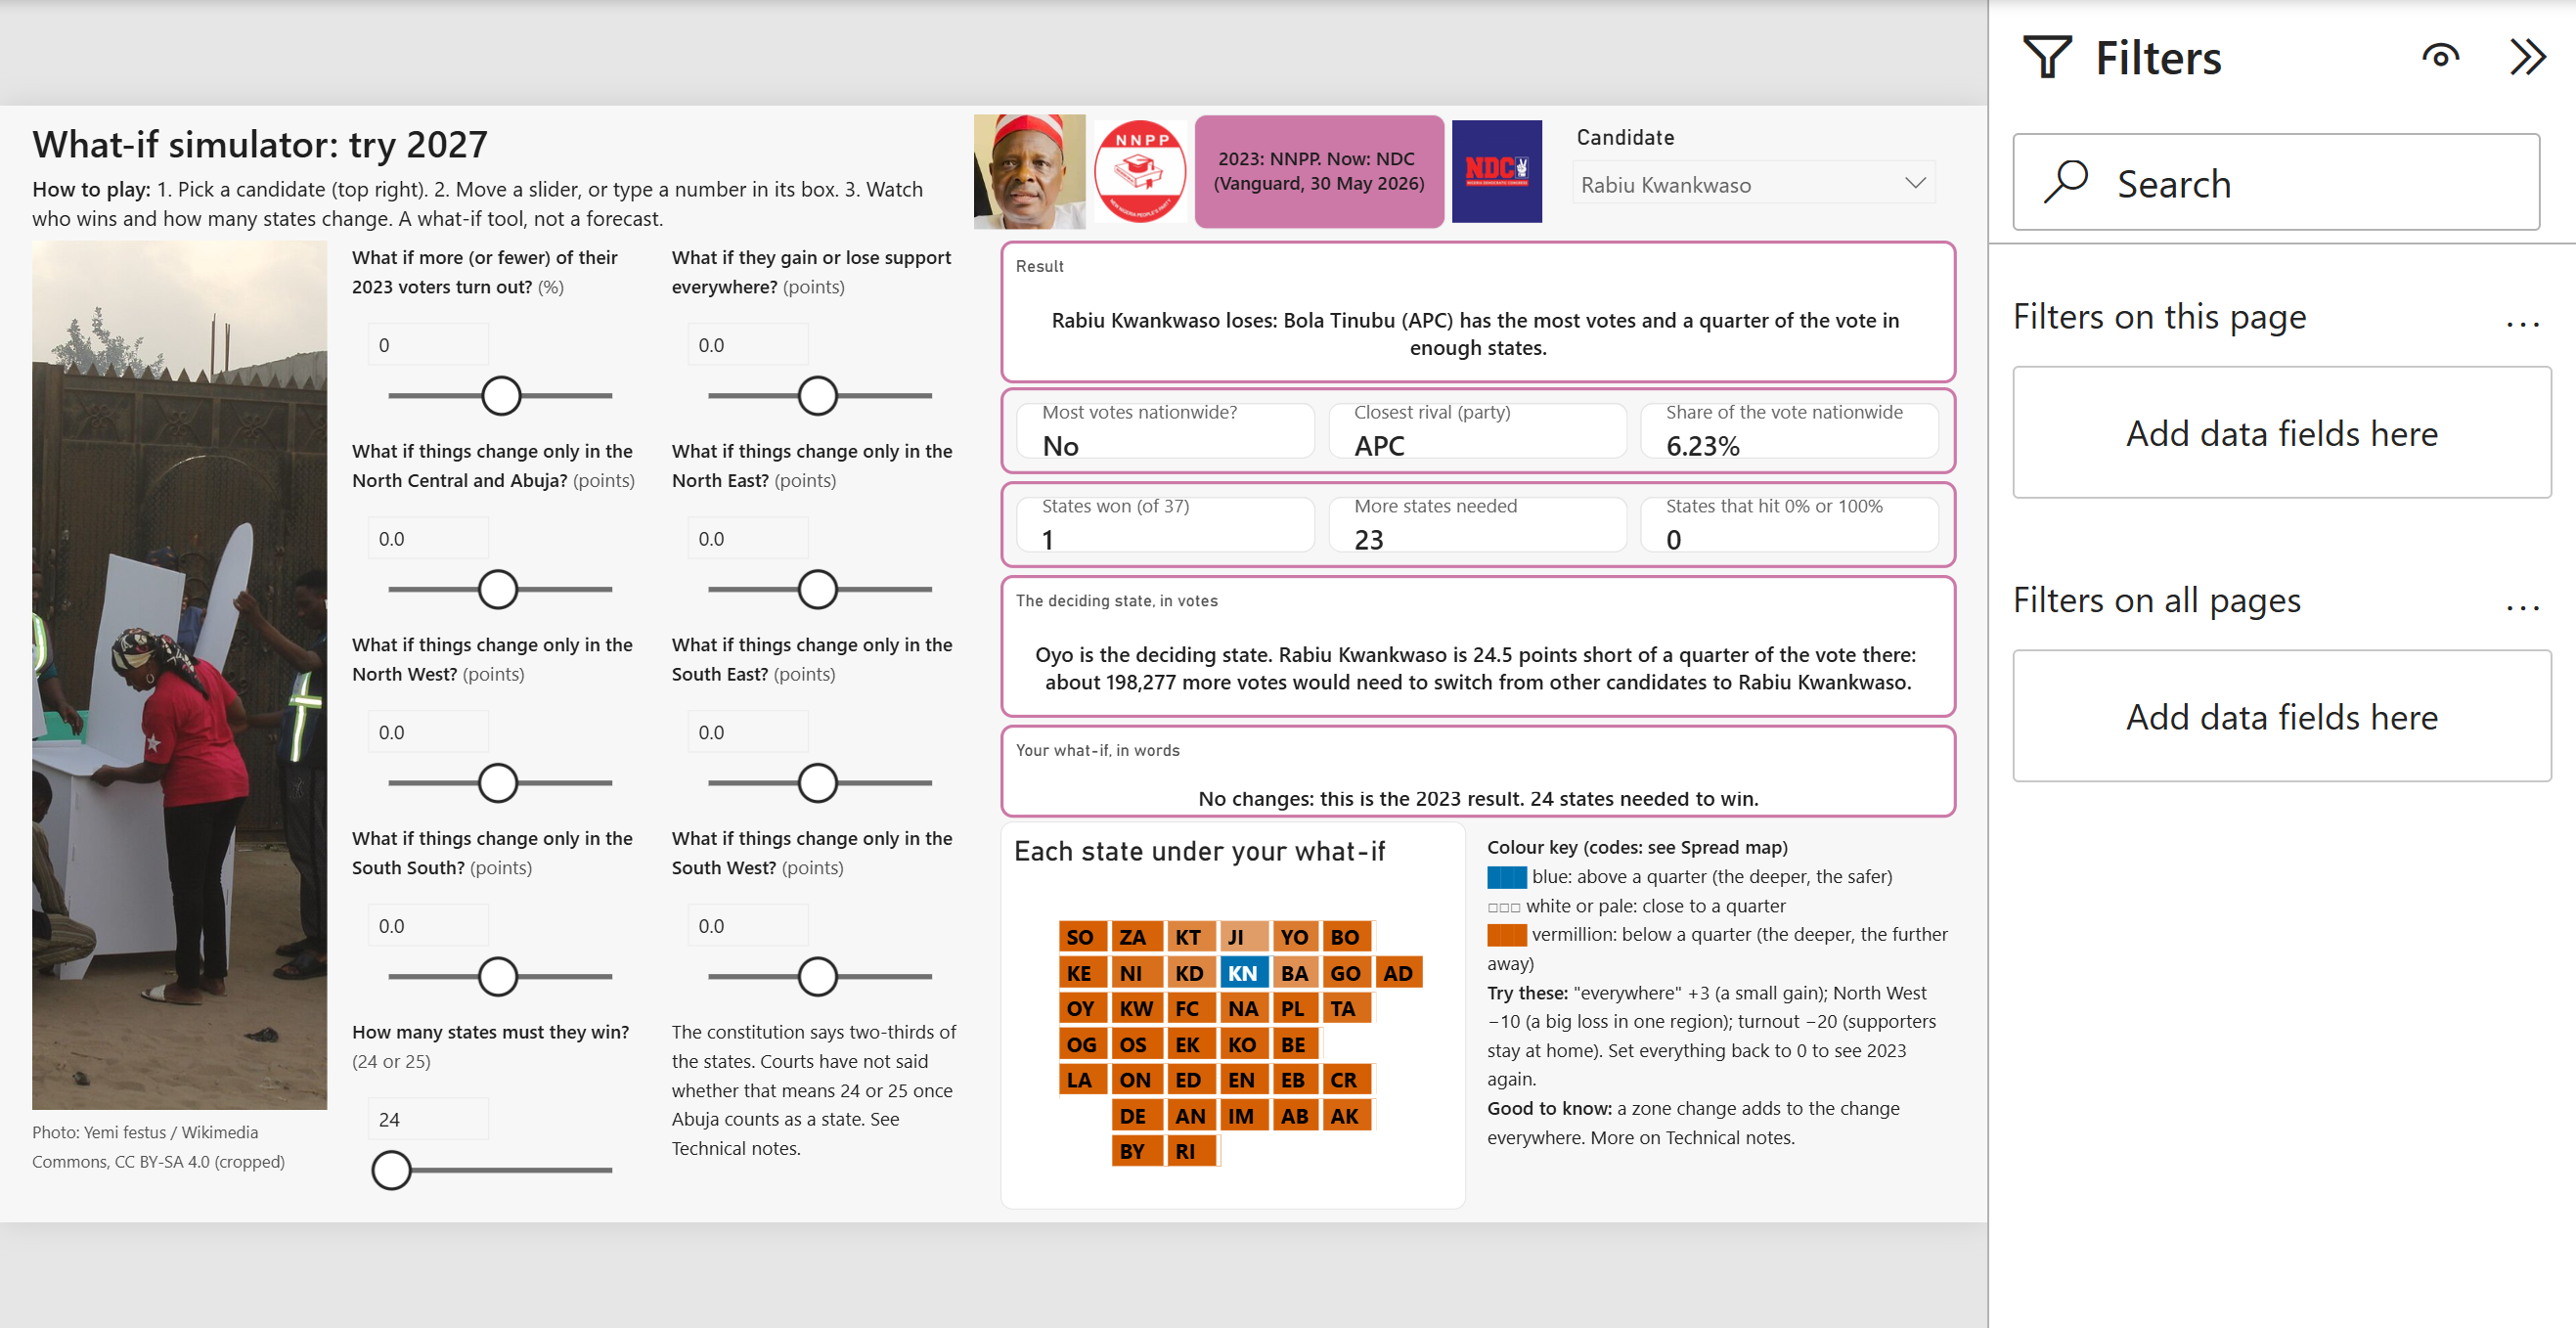 What-if simulator: try 2027
How to play: 1. Pick a candidate (top right). 2. Move a slider, or type a number in its box. 3. Watch
who wins and how many states change. A what-if tool, not a forecast.
NNPP
NEW NIGERIA PEOPLE'S PARTY
2023: NNPP. Now: NDC
(Vanguard, 30 May 2026)
NDC
Candidate
Rabiu Kwankwaso
What if more (or fewer) of their
2023 voters turn out? (%)
0
What if they gain or lose support
everywhere? (points)
0.0
What if things change only in the
North Central and Abuja? (points)
0.0
What if things change only in the
North East? (points)
0.0
What if things change only in the
North West? (points)
0.0
What if things change only in the
South East? (points)
0.0
What if things change only in the
South South? (points)
0.0
What if things change only in the
South West? (points)
0.0
How many states must they win?
(24 or 25)
24
The constitution says two-thirds of
the states. Courts have not said
whether that means 24 or 25 once
Abuja counts as a state. See
Technical notes.
Photo: Yemi festus / Wikimedia
Commons, CC BY-SA 4.0 (cropped)
Result
Rabiu Kwankwaso loses: Bola Tinubu (APC) has the most votes and a quarter of the vote in
enough states.
Most votes nationwide?
No
Closest rival (party)
APC
Share of the vote nationwide
6.23%
States won (of 37)
1
More states needed
23
States that hit 0% or 100%
0
The deciding state, in votes
Oyo is the deciding state. Rabiu Kwankwaso is 24.5 points short of a quarter of the vote there:
about 198,277 more votes would need to switch from other candidates to Rabiu Kwankwaso.
Your what-if, in words
No changes: this is the 2023 result. 24 states needed to win.
Each state under your what-if
SO ZA KT JI YO BO
KE NI KD KN BA GO AD
OY KW FC NA PL TA
OG OS EK KO BE
LA ON ED EN EB CR
DE AN IM AB AK
BY RI
Colour key (codes: see Spread map)
blue: above a quarter (the deeper, the safer)
white or pale: close to a quarter
vermillion: below a quarter (the deeper, the further
away)
Try these: "everywhere" +3 (a small gain); North West
−10 (a big loss in one region); turnout −20 (supporters
stay at home). Set everything back to 0 to see 2023
again.
Good to know: a zone change adds to the change
everywhere. More on Technical notes.
Filters
Search
Filters on this page
...
Add data fields here
Filters on all pages
...
Add data fields here